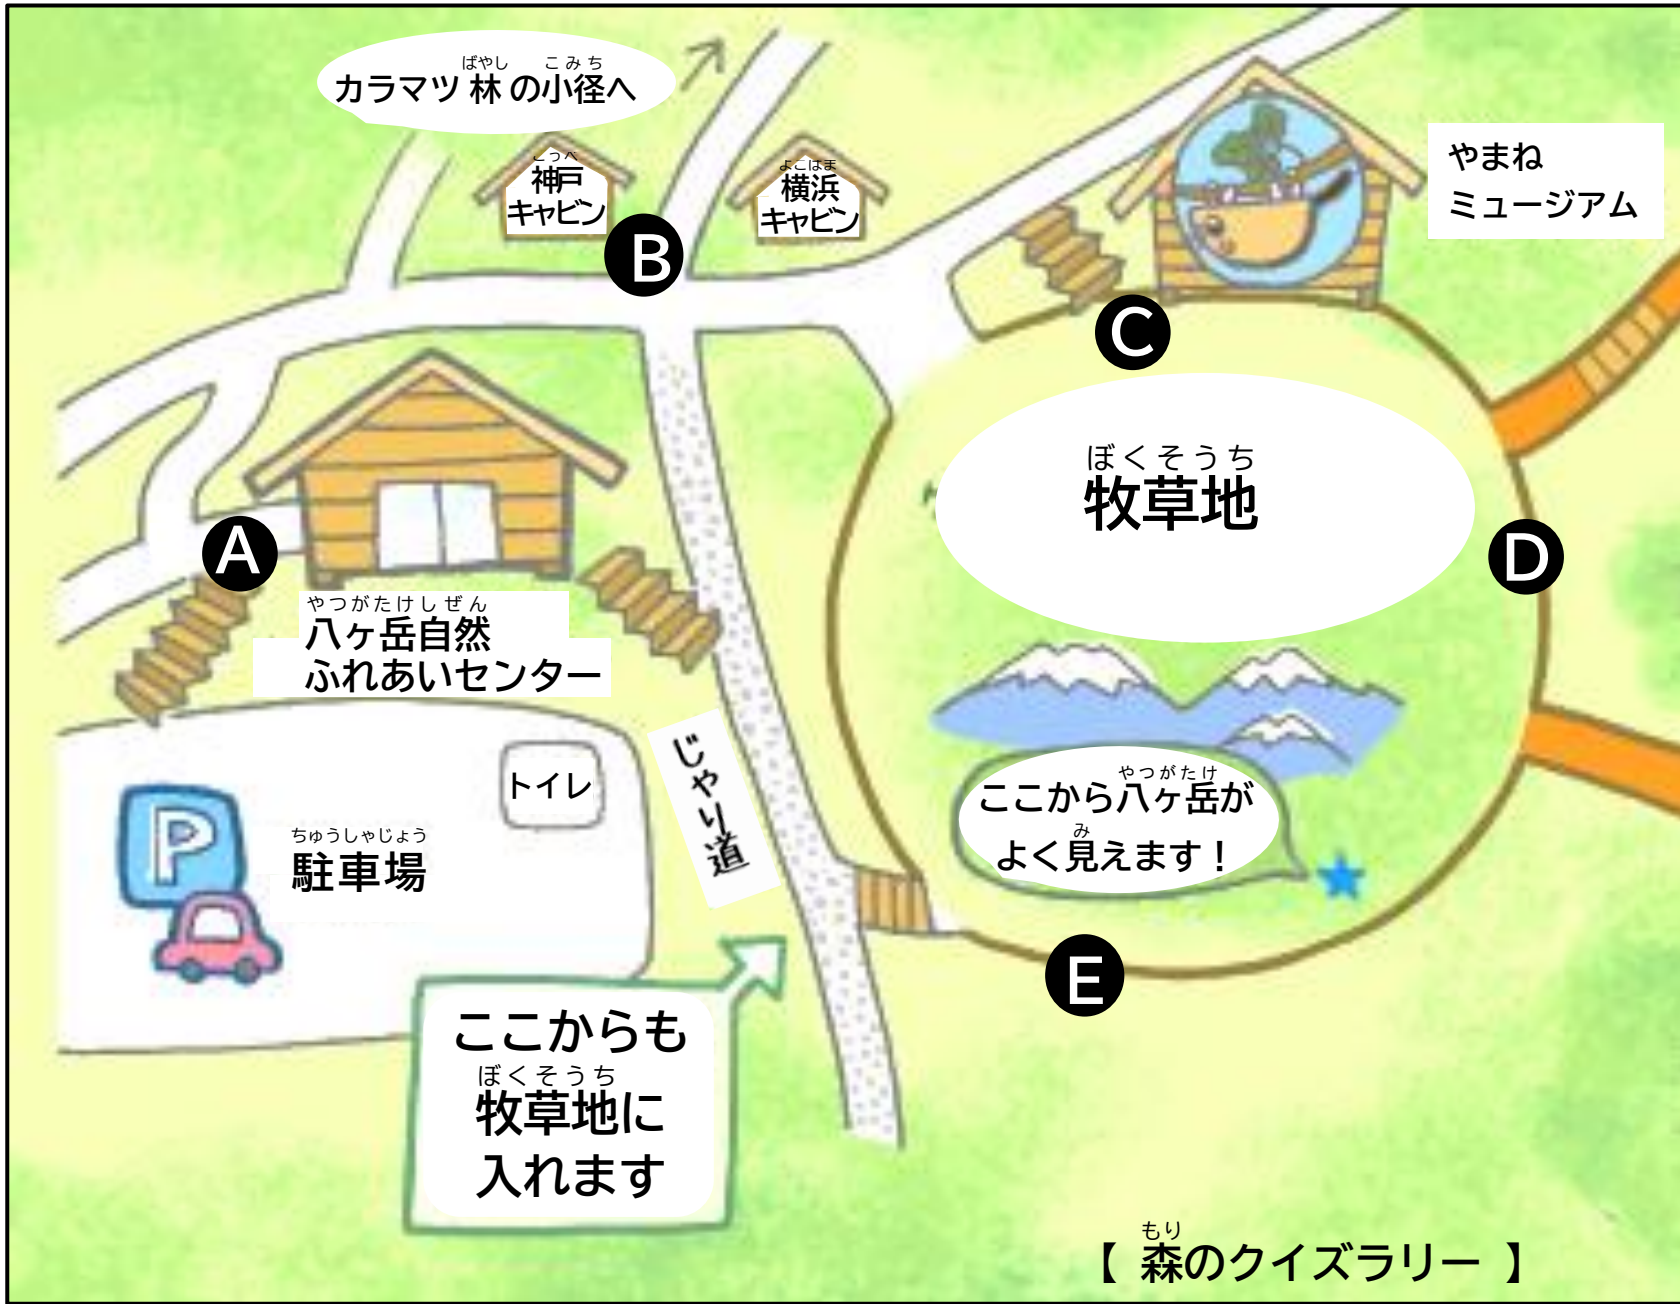 カラマツ林の小径へ
ばやし こみち
こうべ
神戸
キャビン
よこはま
横浜
キャビン
やまね
ミュージアム
B
C
ぼくそうち
牧草地
A
D
やつがたけしぜん
八ヶ岳自然
ふれあいセンター
じゃり道
トイレ
P
ちゅうしゃじょう
駐車場
やつがたけ
ここから八ヶ岳が
み
よく見えます！
E
ここからも
ぼくそうち
牧草地に
入れます
もり
【 森のクイズラリー 】